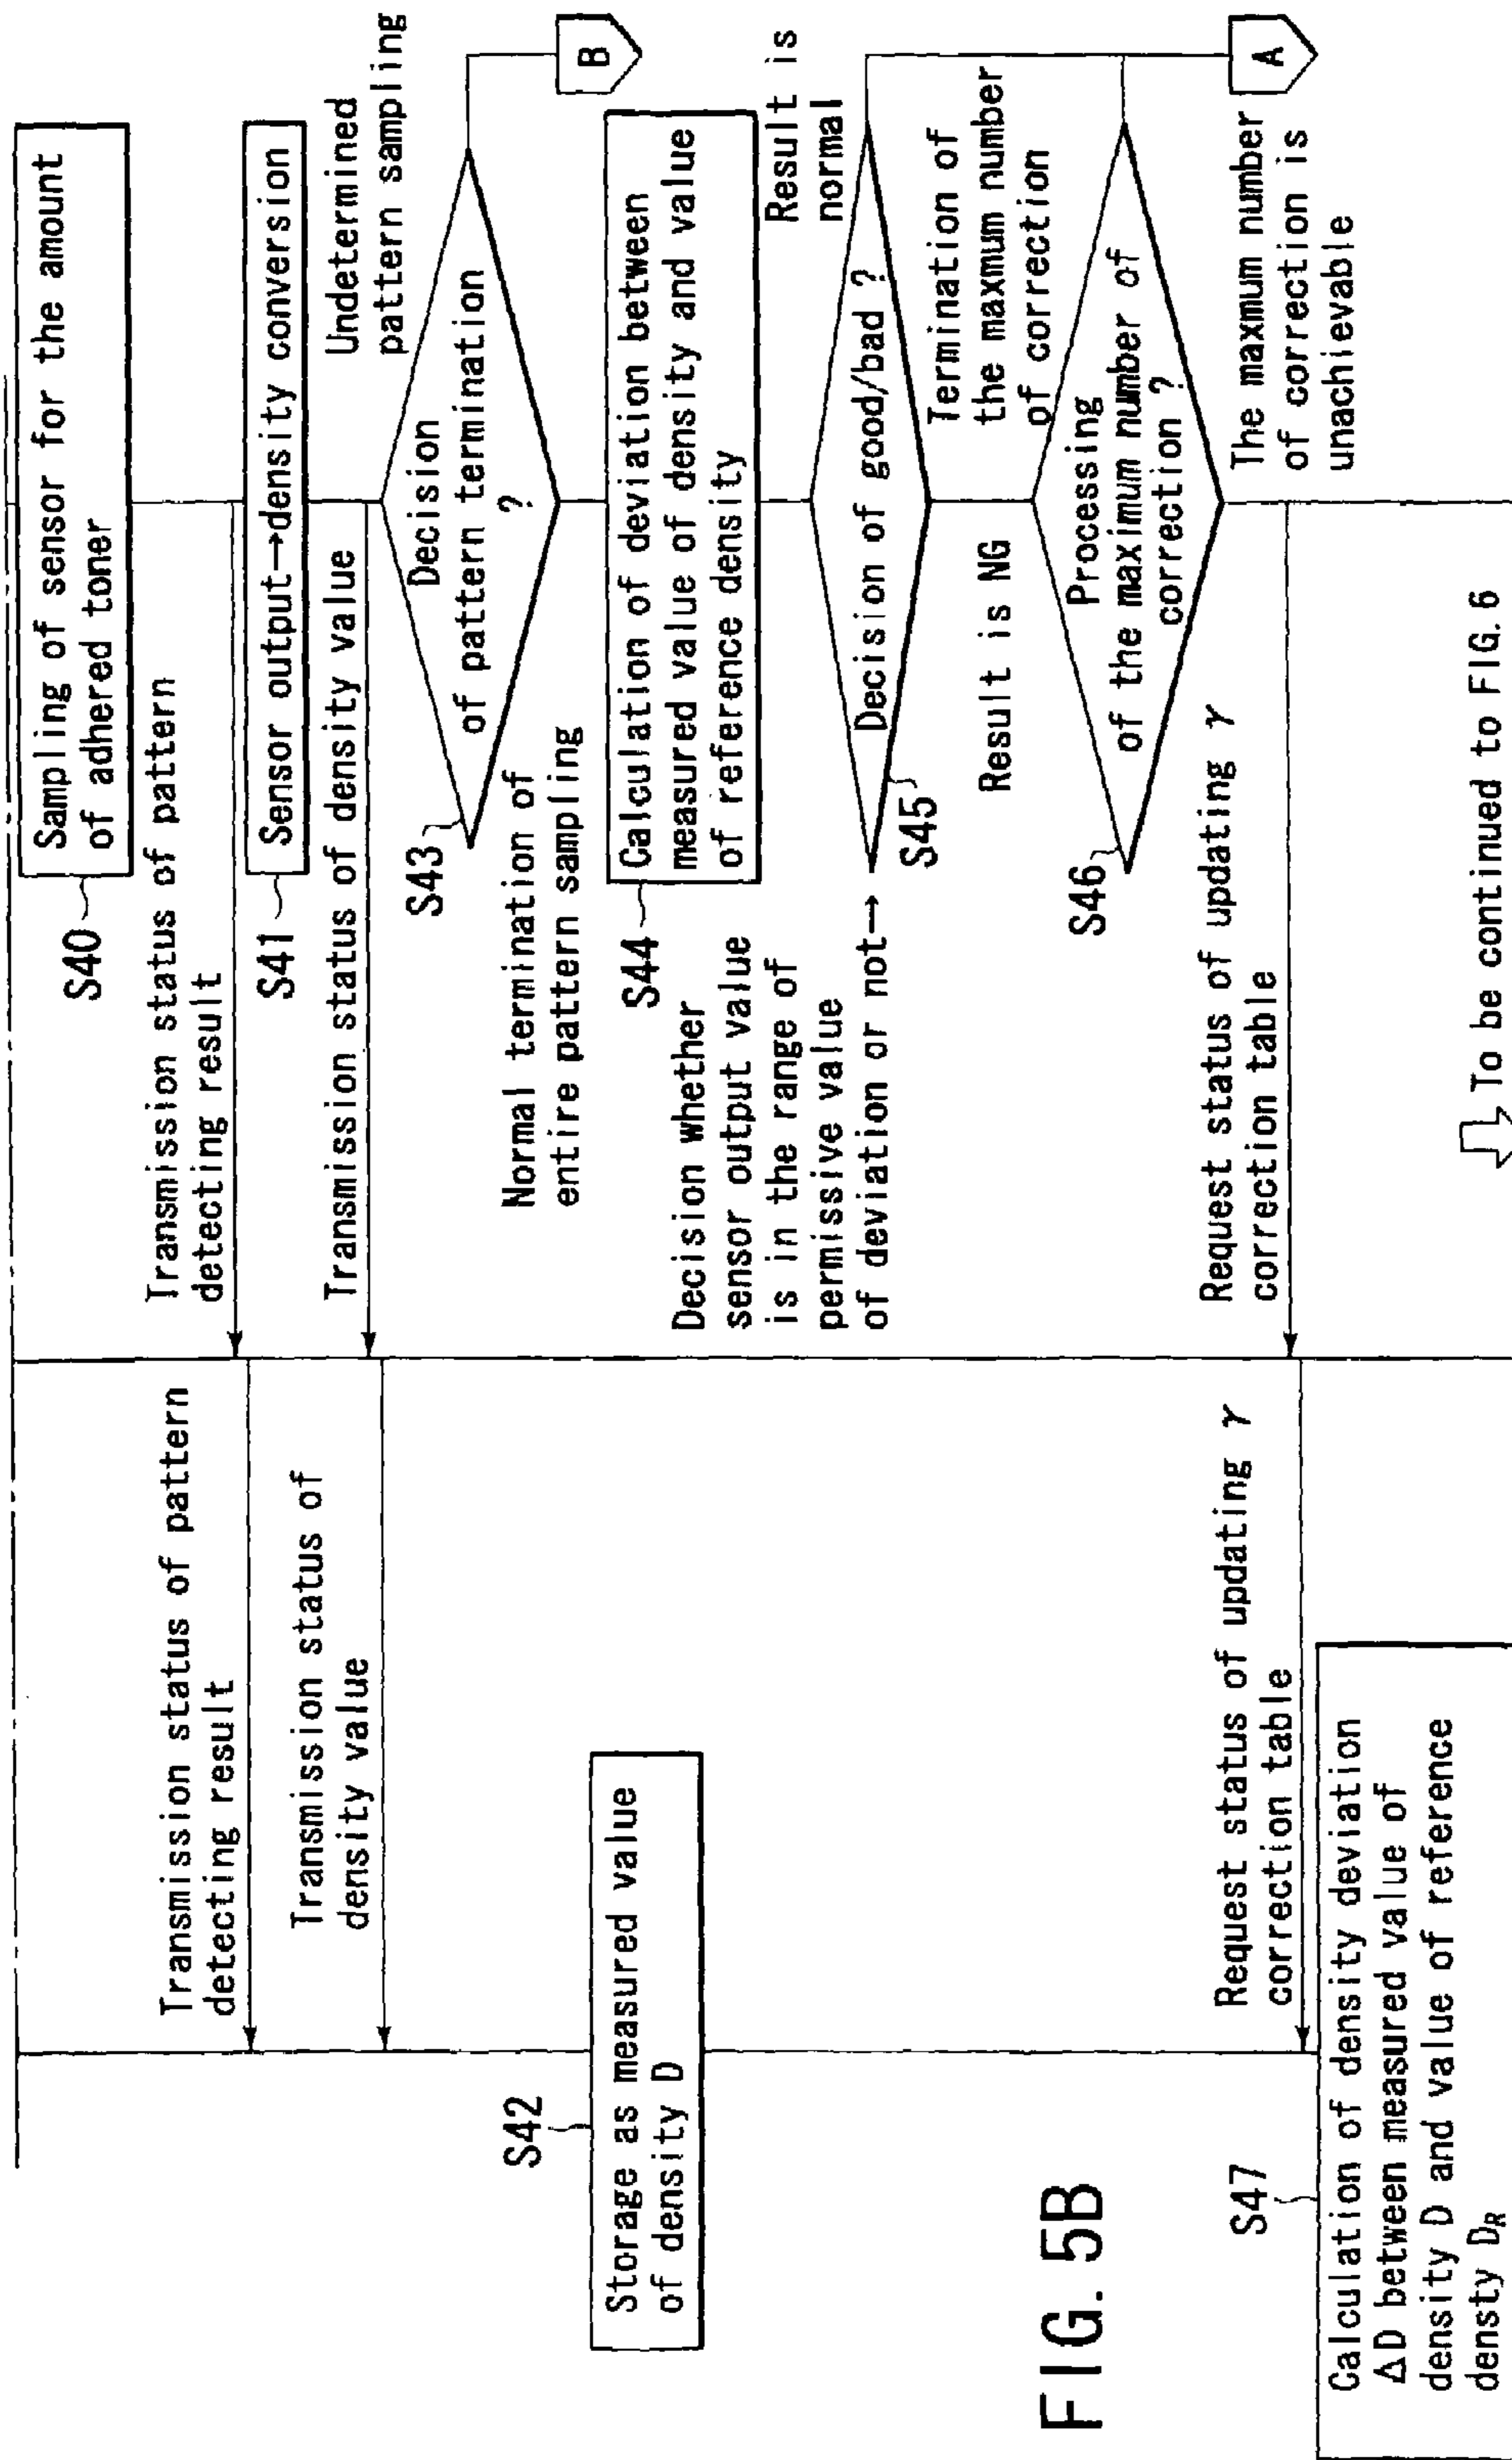 S40
Sampling of sensor for the amount
of adhered toner
Transmission status of pattern
detecting result
Transmission status of pattern
detecting result
S41
Sensor output→density conversion
Transmission status of density value
Transmission status of
density value
S42
Storage as measured value
of density D
S43
Decision
of pattern termination
?
Undetermined
pattern sampling
B
Normal termination of
entire pattern sampling
S44
Calculation of deviation between
measured value of density and value
of reference density
Decision whether
sensor output value
is in the range of
permissive value
of deviation or not→
S45
Decision of good/bad ?
Result is
normal
Result is NG
S46
Processing
of the maximum number of
correction ?
Termination of
the maxmum number
of correction
A
The maxmum number
of correction is
unachievable
Request status of updating γ
correction table
Request status of updating γ
correction table
S47
Calculation of density deviation
ΔD between measured value of
density D and value of reference
densty DR
To be continued to FIG. 6
FIG. 5B